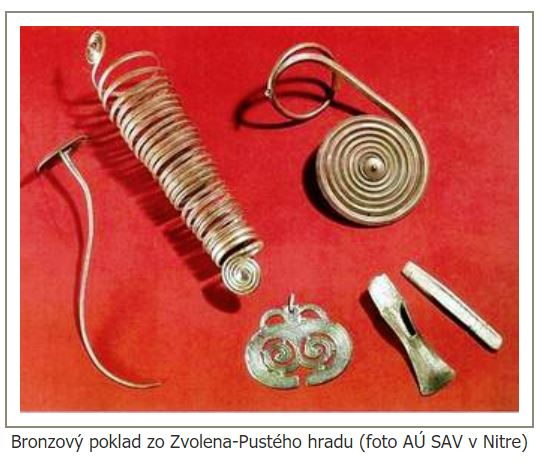 Bronzový poklad zo Zvolena-Pustého hradu (foto AÚ SAV v Nitre)